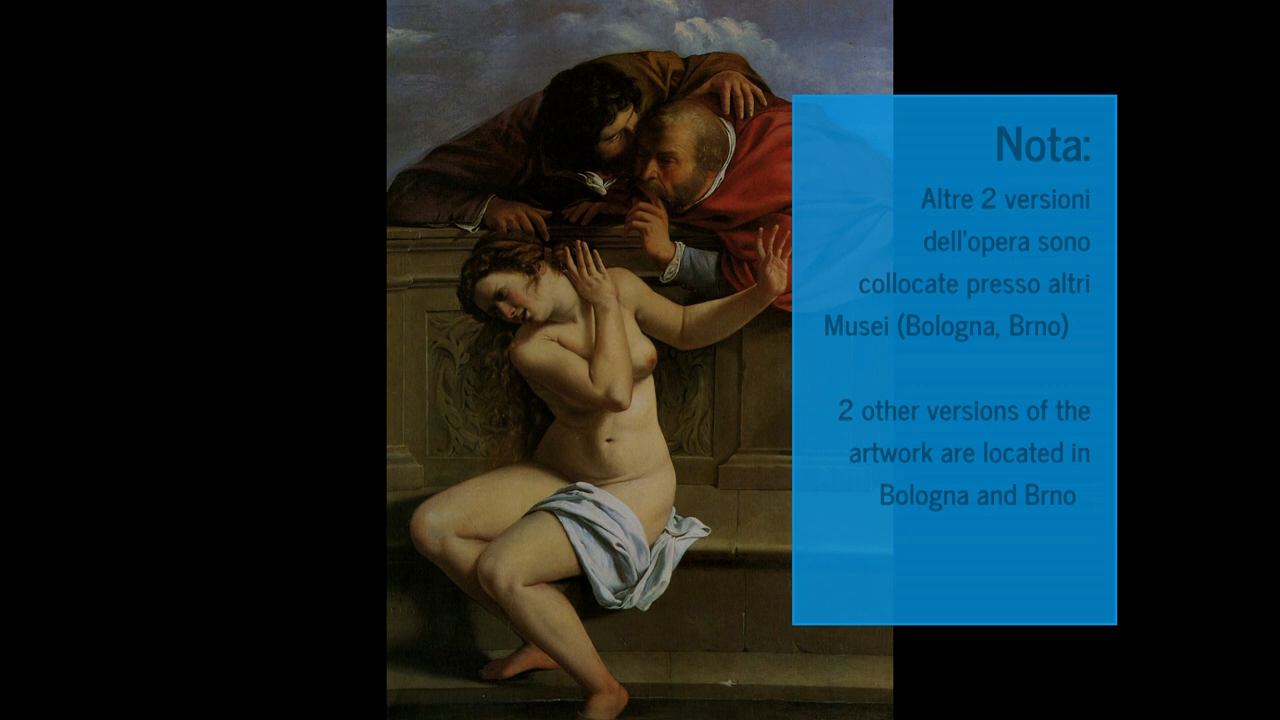 Nota:
Altre 2 versioni
dell'opera sono
collocate presso altri
Musei (Bologna, Brno)
2 other versions of the
artwork are located in
Bologna and Brno